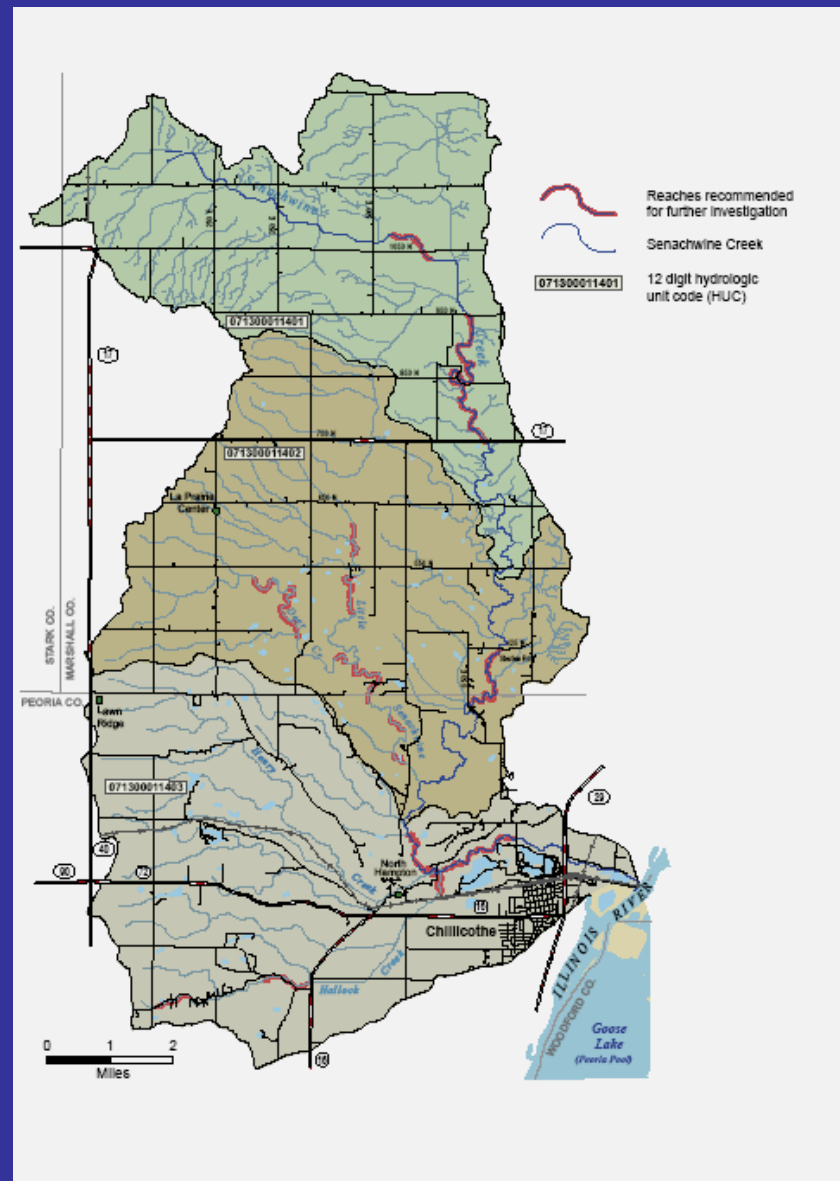 Senachwine
Reaches recommended
for further investigation
Senachwine Creek
071300011401
12 digit hydrologic
unit code (HUC)
071300011401
Creek
17
17
071300011402
La Prairie
Center
Little
STARK CO.
MARSHALL CO.
Senachwine
PEORIA CO.
Lawn
Ridge
Henry
071300011403
29
40
90
72
North
Hampton
Creek
Chillicothe
ILLINOIS RIVER
Creek
Hallock
WOODFORD CO.
Goose
Lake
(Peoria Pool)
0 1 2
Miles